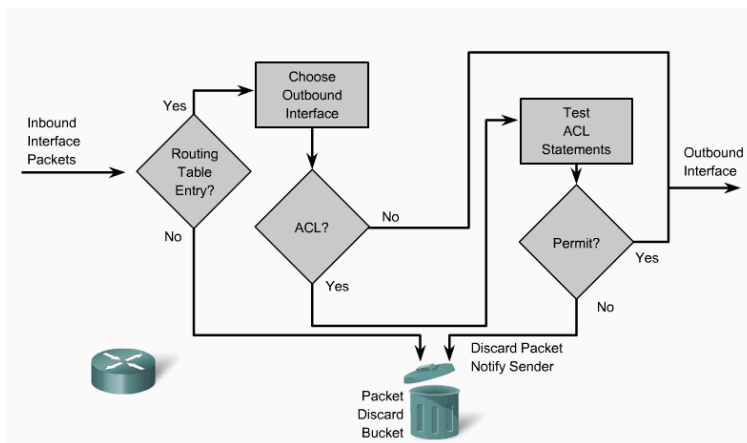 Inbound
Interface
Packets
Yes
Routing
Table
Entry?
No
Choose
Outbound
Interface
ACL?
No
Yes
Test
ACL
Statements
Permit?
Yes
No
Outbound
Interface
Discard Packet
Notify Sender
Packet
Discard
Bucket